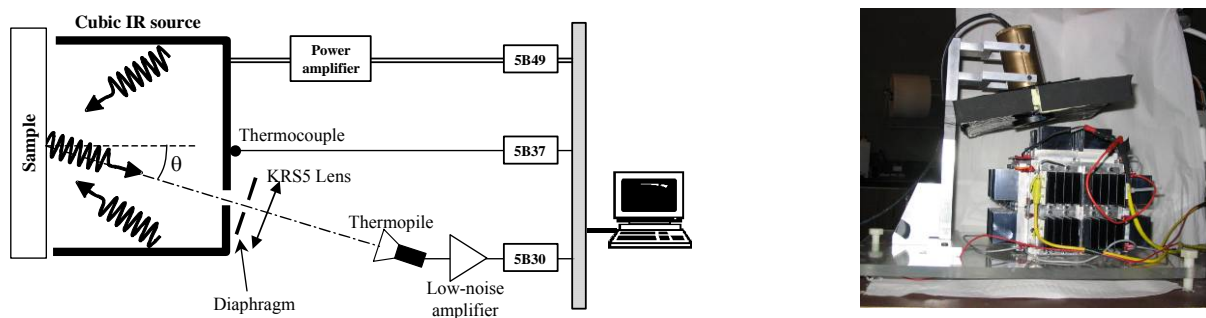 Cubic IR source
Sample
Power
amplifier
5B49
Thermocouple
5B37
θ
KRS5 Lens
Thermopile
5B30
Diaphragm
Low-noise
amplifier